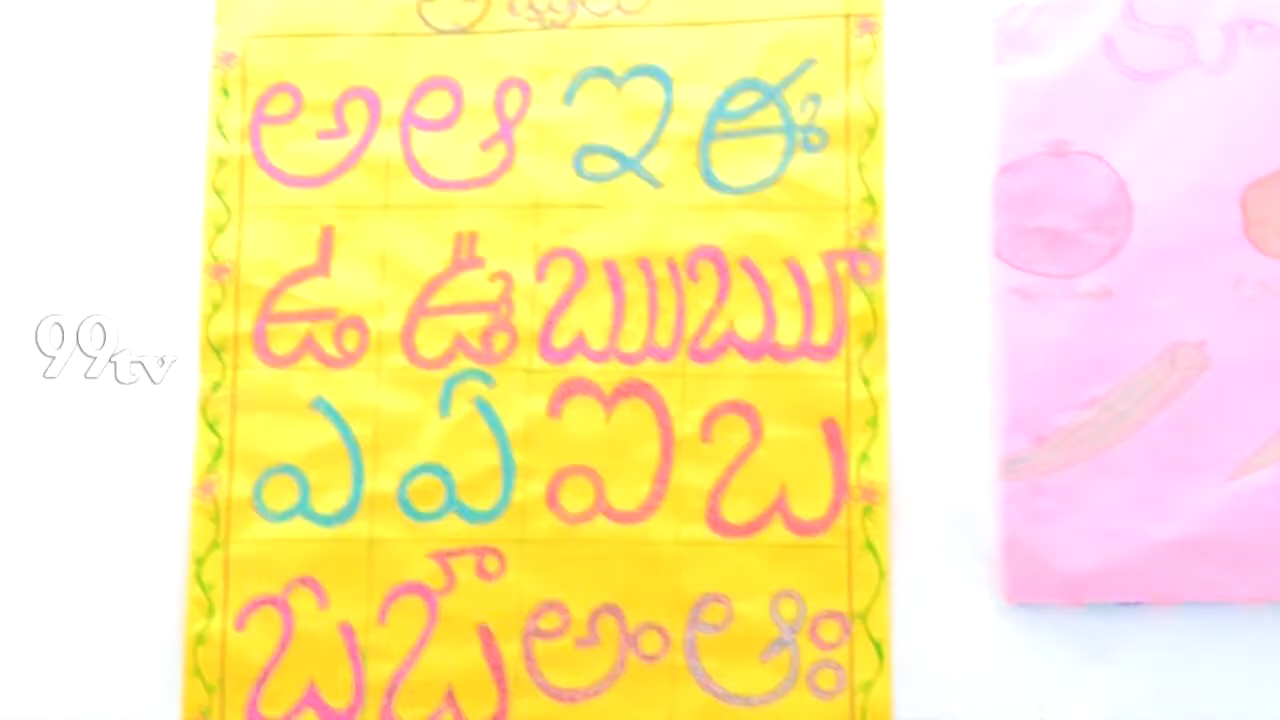 అ ఆ ఇ ఈ
ఉ ఊ ఋ ౠ
99tv
ఎ ఏ ఐ ఒ
ఓ ఔ అం ఆః